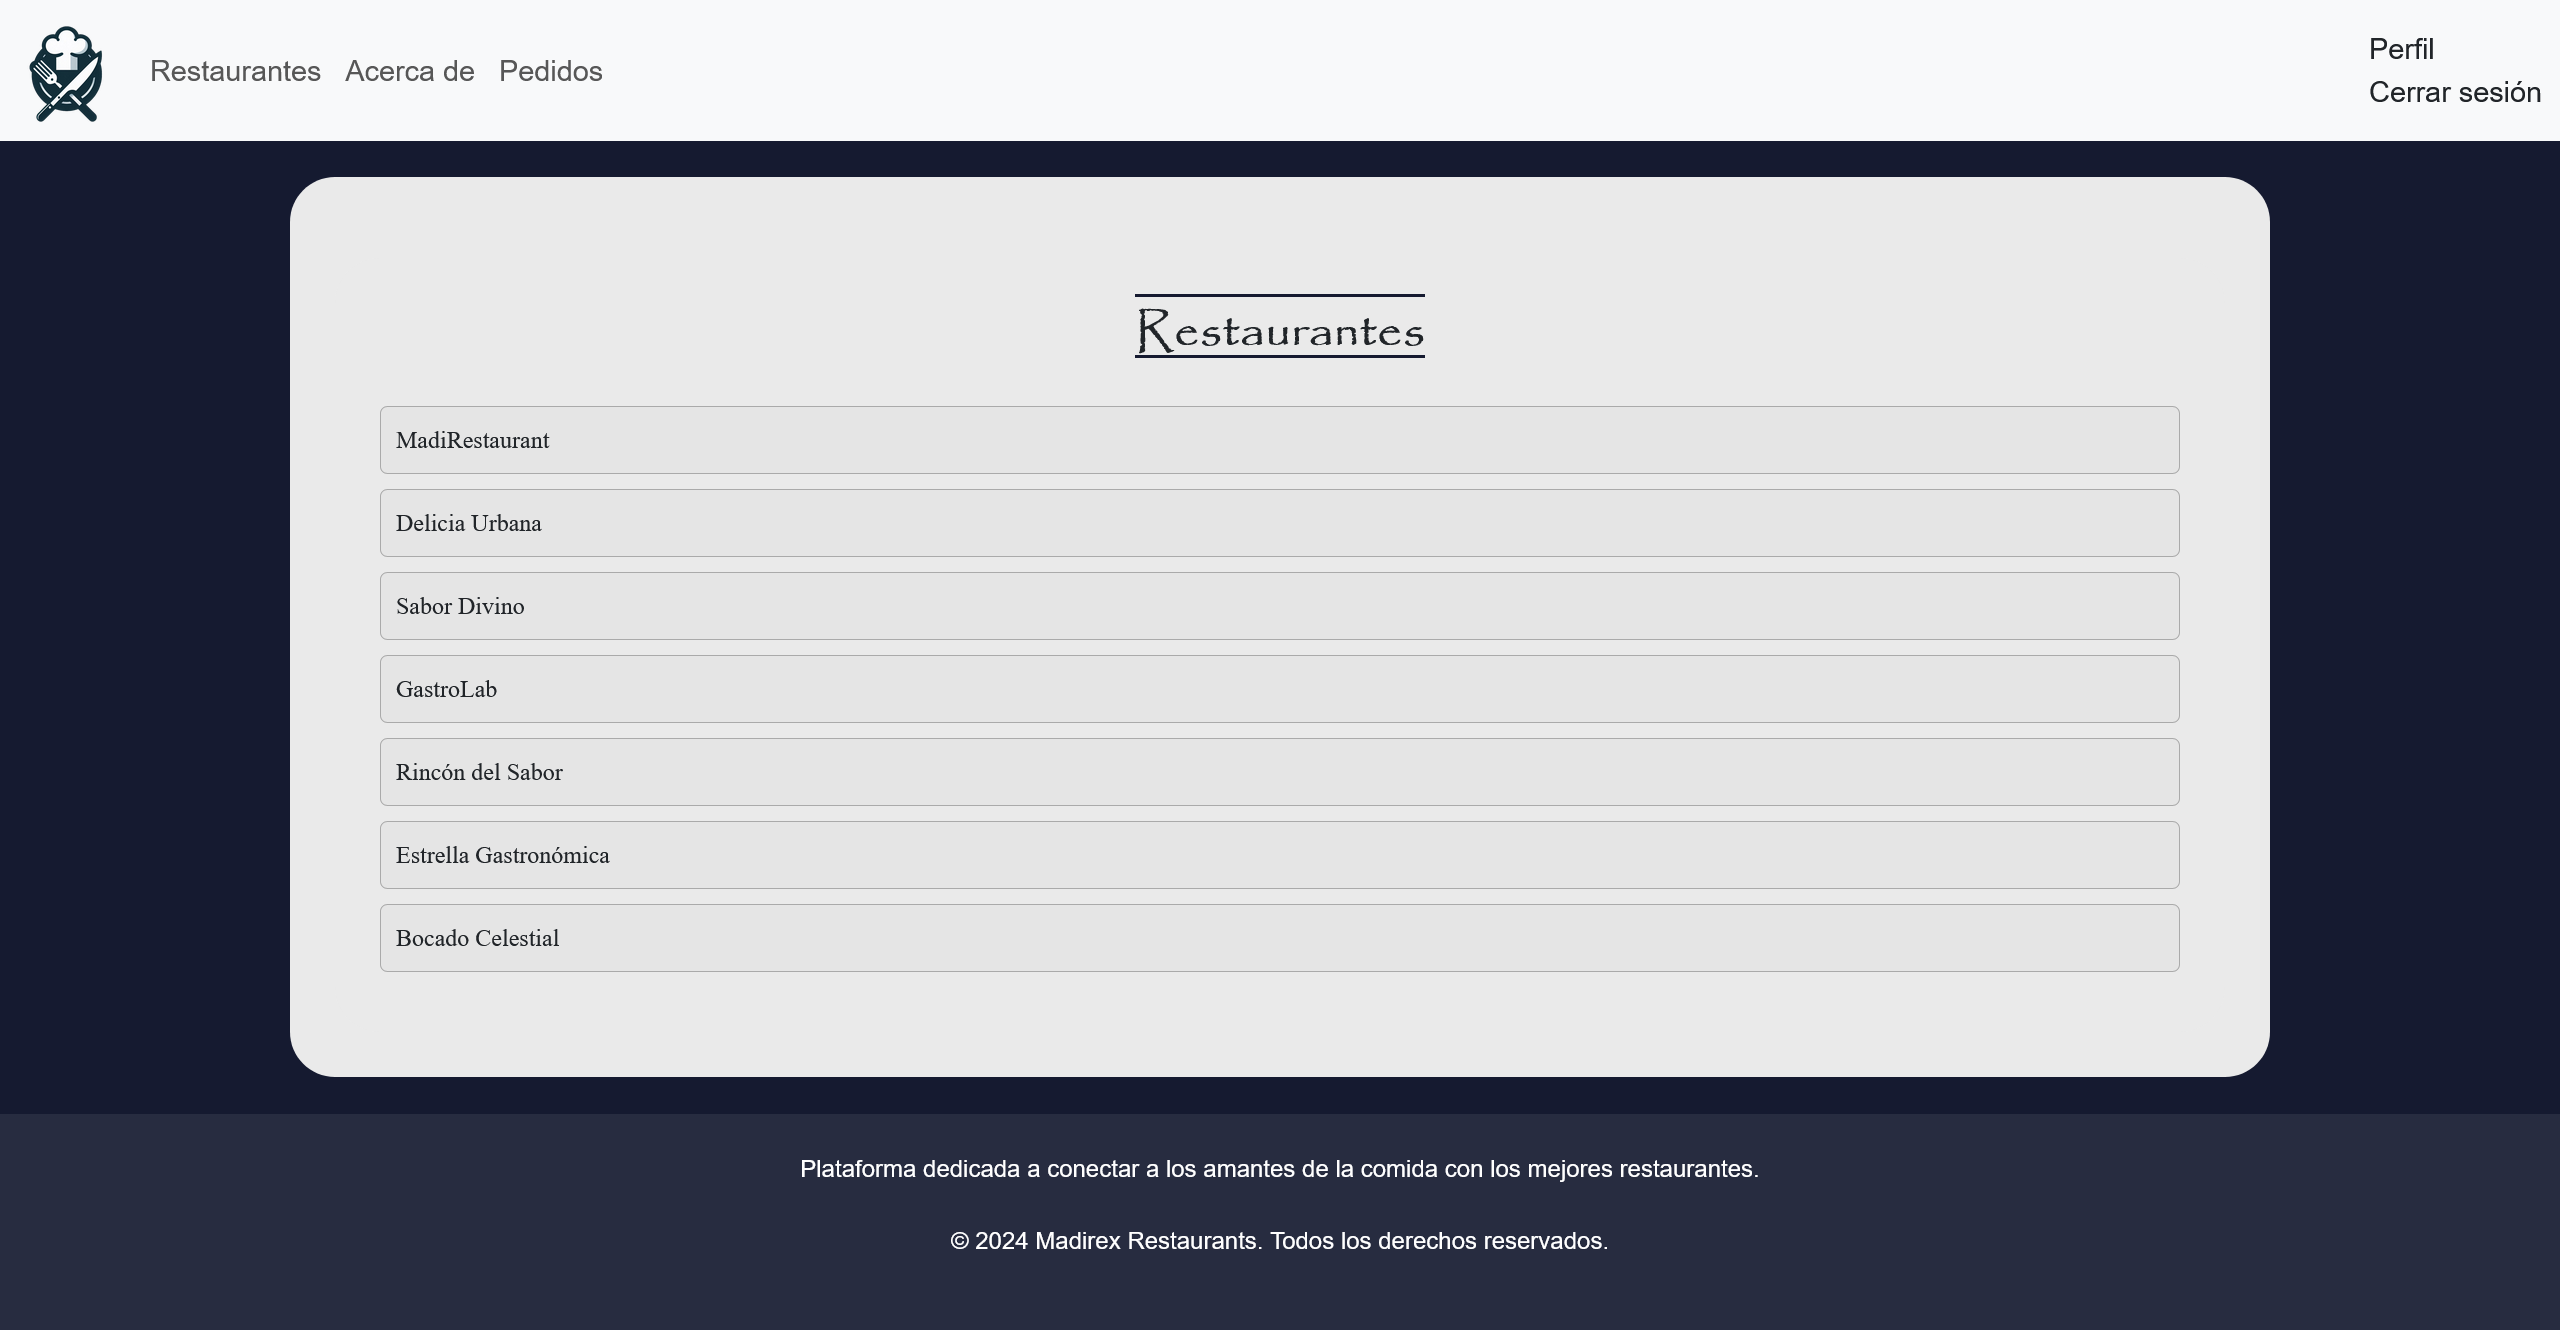 Restaurantes
Acerca de
Pedidos
Perfil
Cerrar sesión
Restaurantes
MadiRestaurant
Delicia Urbana
Sabor Divino
GastroLab
Rincón del Sabor
Estrella Gastronómica
Bocado Celestial
Plataforma dedicada a conectar a los amantes de la comida con los mejores restaurantes.
© 2024 Madirex Restaurants. Todos los derechos reservados.